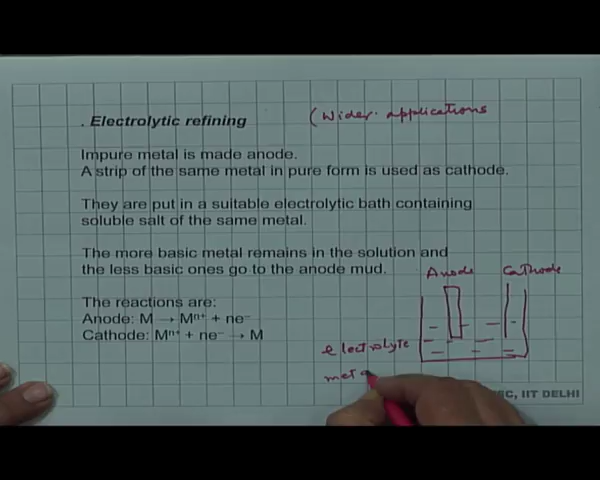 . Electrolytic refining (Wider. applications
Impure metal is made anode.
A strip of the same metal in pure form is used as cathode.
They are put in a suitable electrolytic bath containing
soluble salt of the same metal.
The more basic metal remains in the solution and
the less basic ones go to the anode mud.
Anode Cathode
The reactions are:
Anode: M → Mⁿ⁺ + ne⁻
Cathode: Mⁿ⁺ + ne⁻ → M
electrolyte
meta
SC, IIT DELHI